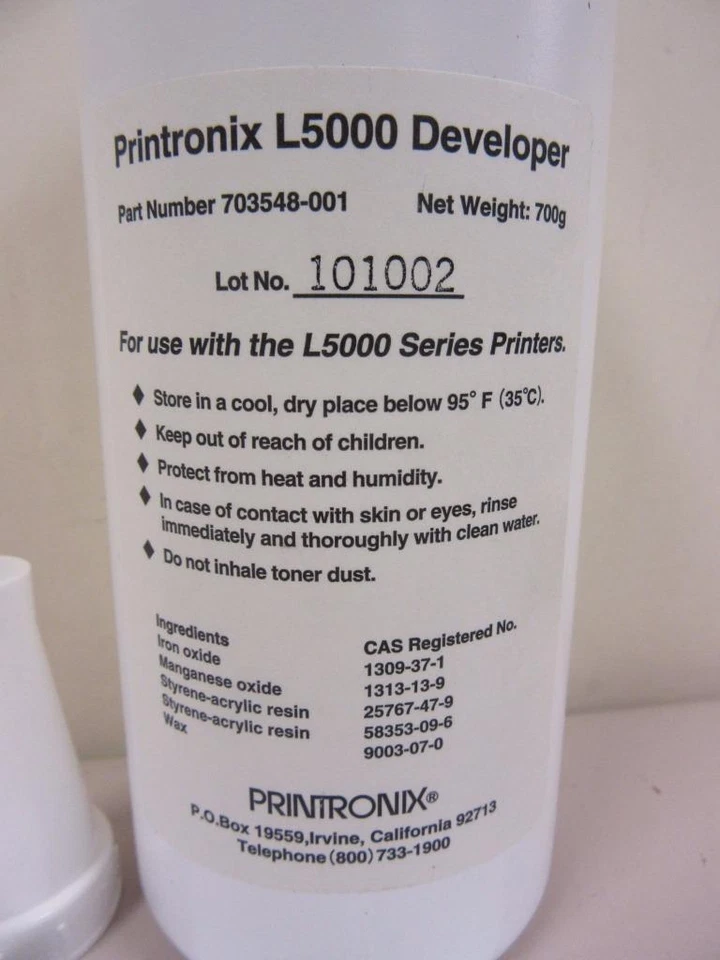 Printronix L5000 Developer
Part Number 703548-001 Net Weight: 700g
Lot No. 101002
For use with the L5000 Series Printers.
♦ Store in a cool, dry place below 95° F (35℃).
♦ Keep out of reach of children.
♦ Protect from heat and humidity.
♦ In case of contact with skin or eyes, rinse
immediately and thoroughly with clean water.
♦ Do not inhale toner dust.
Ingredients CAS Registered No.
Iron oxide 1309-37-1
Manganese oxide 1313-13-9
Styrene-acrylic resin 25767-47-9
Styrene-acrylic resin 58353-09-6
Wax 9003-07-0
PRINTRONIX®
P.O.Box 19559,Irvine, California 92713
Telephone (800) 733-1900